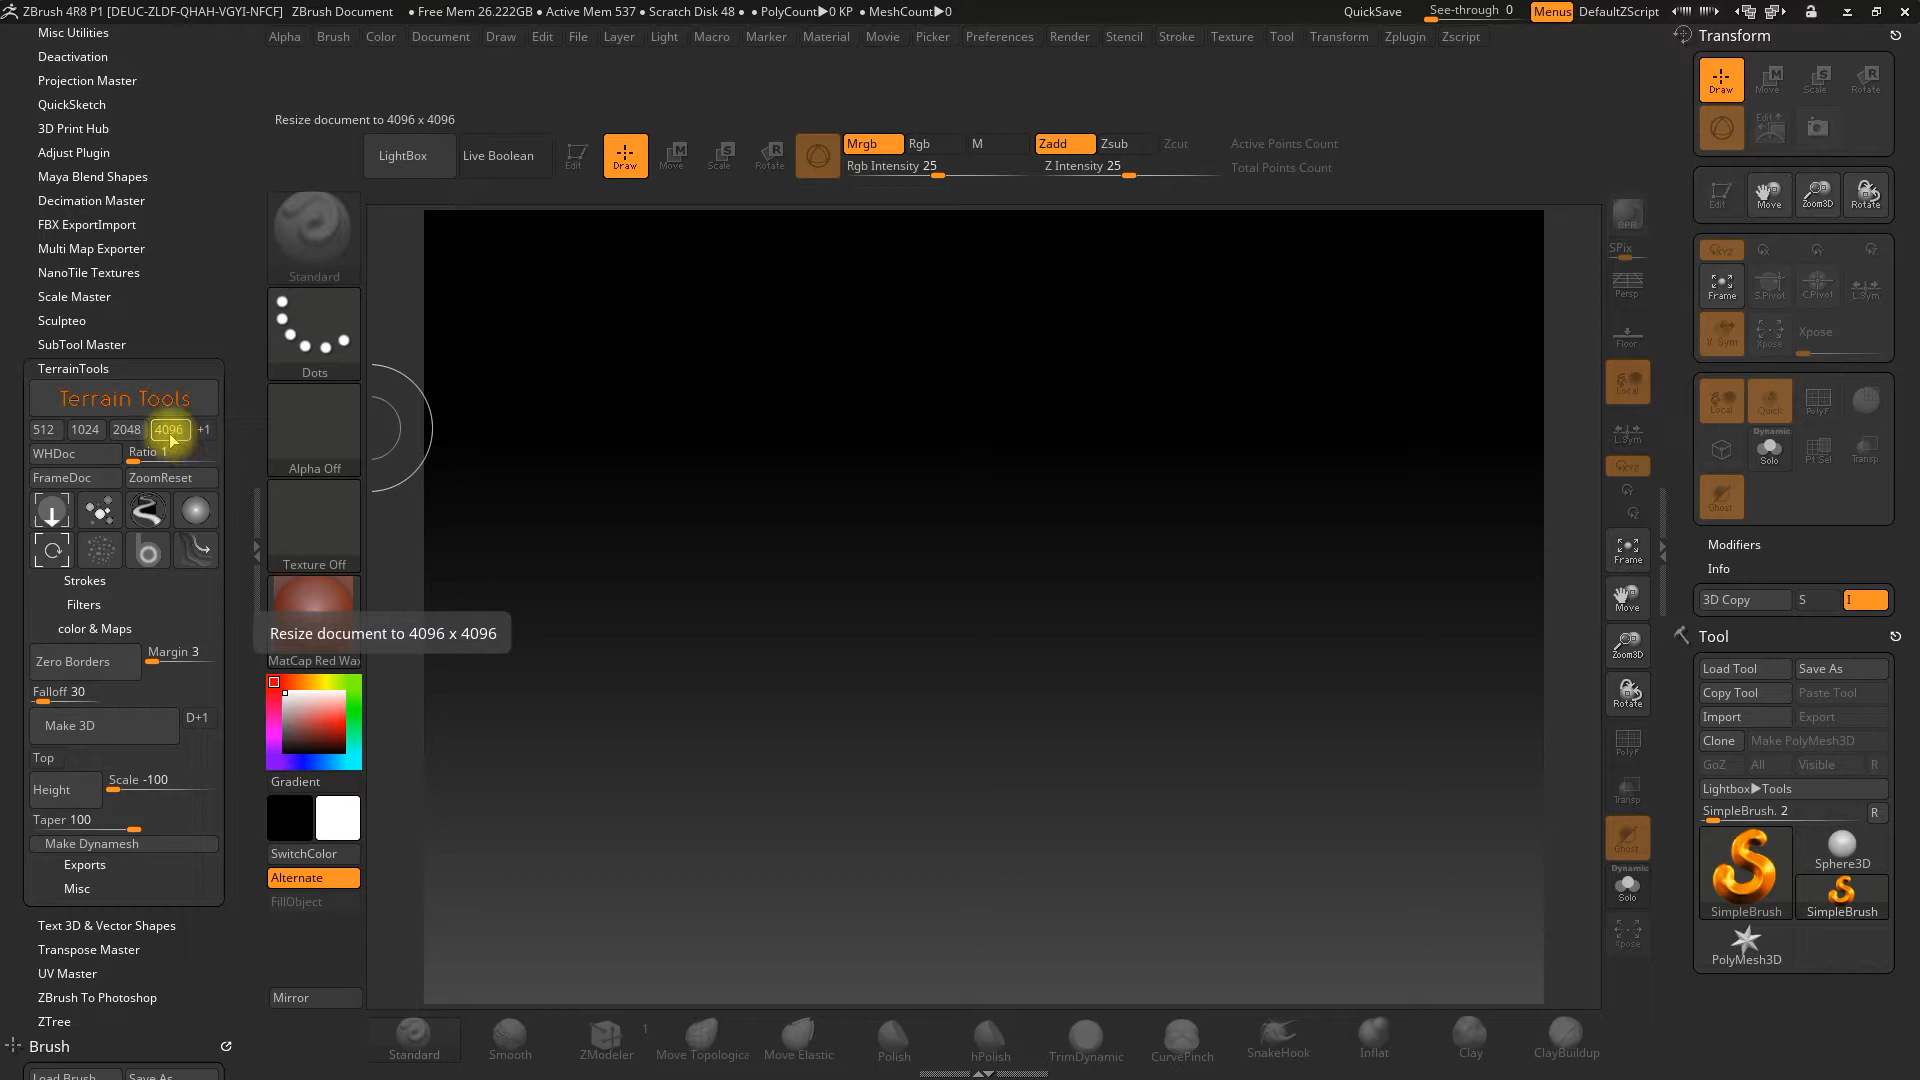 ZBrush 4R8 P1 [DEUC-ZLDF-QHAH-VGYI-NFCF] ZBrush Document • Free Mem 26.222GB • Active Mem 537 • Scratch Disk 48 • PolyCount▶0 KP • MeshCount▶0 QuickSave See-through 0 Menus DefaultZScript
Alpha Brush Color Document Draw Edit File Layer Light Macro Marker Material Movie Picker Preferences Render Stencil Stroke Texture Tool Transform Zplugin Zscript
Misc Utilities
Deactivation
Projection Master
QuickSketch
3D Print Hub
Adjust Plugin
Maya Blend Shapes
Decimation Master
FBX ExportImport
Multi Map Exporter
NanoTile Textures
Scale Master
Sculpteo
SubTool Master
TerrainTools
Terrain Tools
512 1024 2048 4096 +1
WHDoc Ratio 1
FrameDoc ZoomReset
Strokes
Filters
color & Maps
Zero Borders Margin 3
Falloff 30
Make 3D D+1
Top
Height Scale -100
Taper 100
Make Dynamesh
Exports
Misc
Text 3D & Vector Shapes
Transpose Master
UV Master
ZBrush To Photoshop
ZTree
Brush
Load Brush Save As
Resize document to 4096 x 4096
LightBox Live Boolean Edit Draw Move Scale Rotate
Mrgb Rgb M Zadd Zsub Zcut Active Points Count
Rgb Intensity 25 Z Intensity 25 Total Points Count
Standard
Dots
Alpha Off
Texture Off
Resize document to 4096 x 4096
MatCap Red Wax
Gradient
SwitchColor
Alternate
FillObject
Mirror
Standard Smooth ZModeler 1 Move Topologica Move Elastic Polish hPolish TrimDynamic CurvePinch SnakeHook Inflat Clay ClayBuildup
BPR
SPix
Persp
Floor
Local
L.Sym
XYZ
Frame
Move
Zoom3D
Rotate
PolyF
Transp
Ghost
Dynamic
Solo
Xpose
Transform
Draw Move Scale Rotate
Edit
Edit Move Zoom3D Rotate
XYZ
Frame S.Pivot C.Pivot L.Sym
Xpose Xpose
Local Quick PolyF
Dynamic
Solo Pt Sel Transp
Ghost
Modifiers
Info
3D Copy S I
Tool
Load Tool Save As
Copy Tool Paste Tool
Import Export
Clone Make PolyMesh3D
GoZ All Visible R
Lightbox▶Tools
SimpleBrush. 2 R
Sphere3D
SimpleBrush SimpleBrush
PolyMesh3D